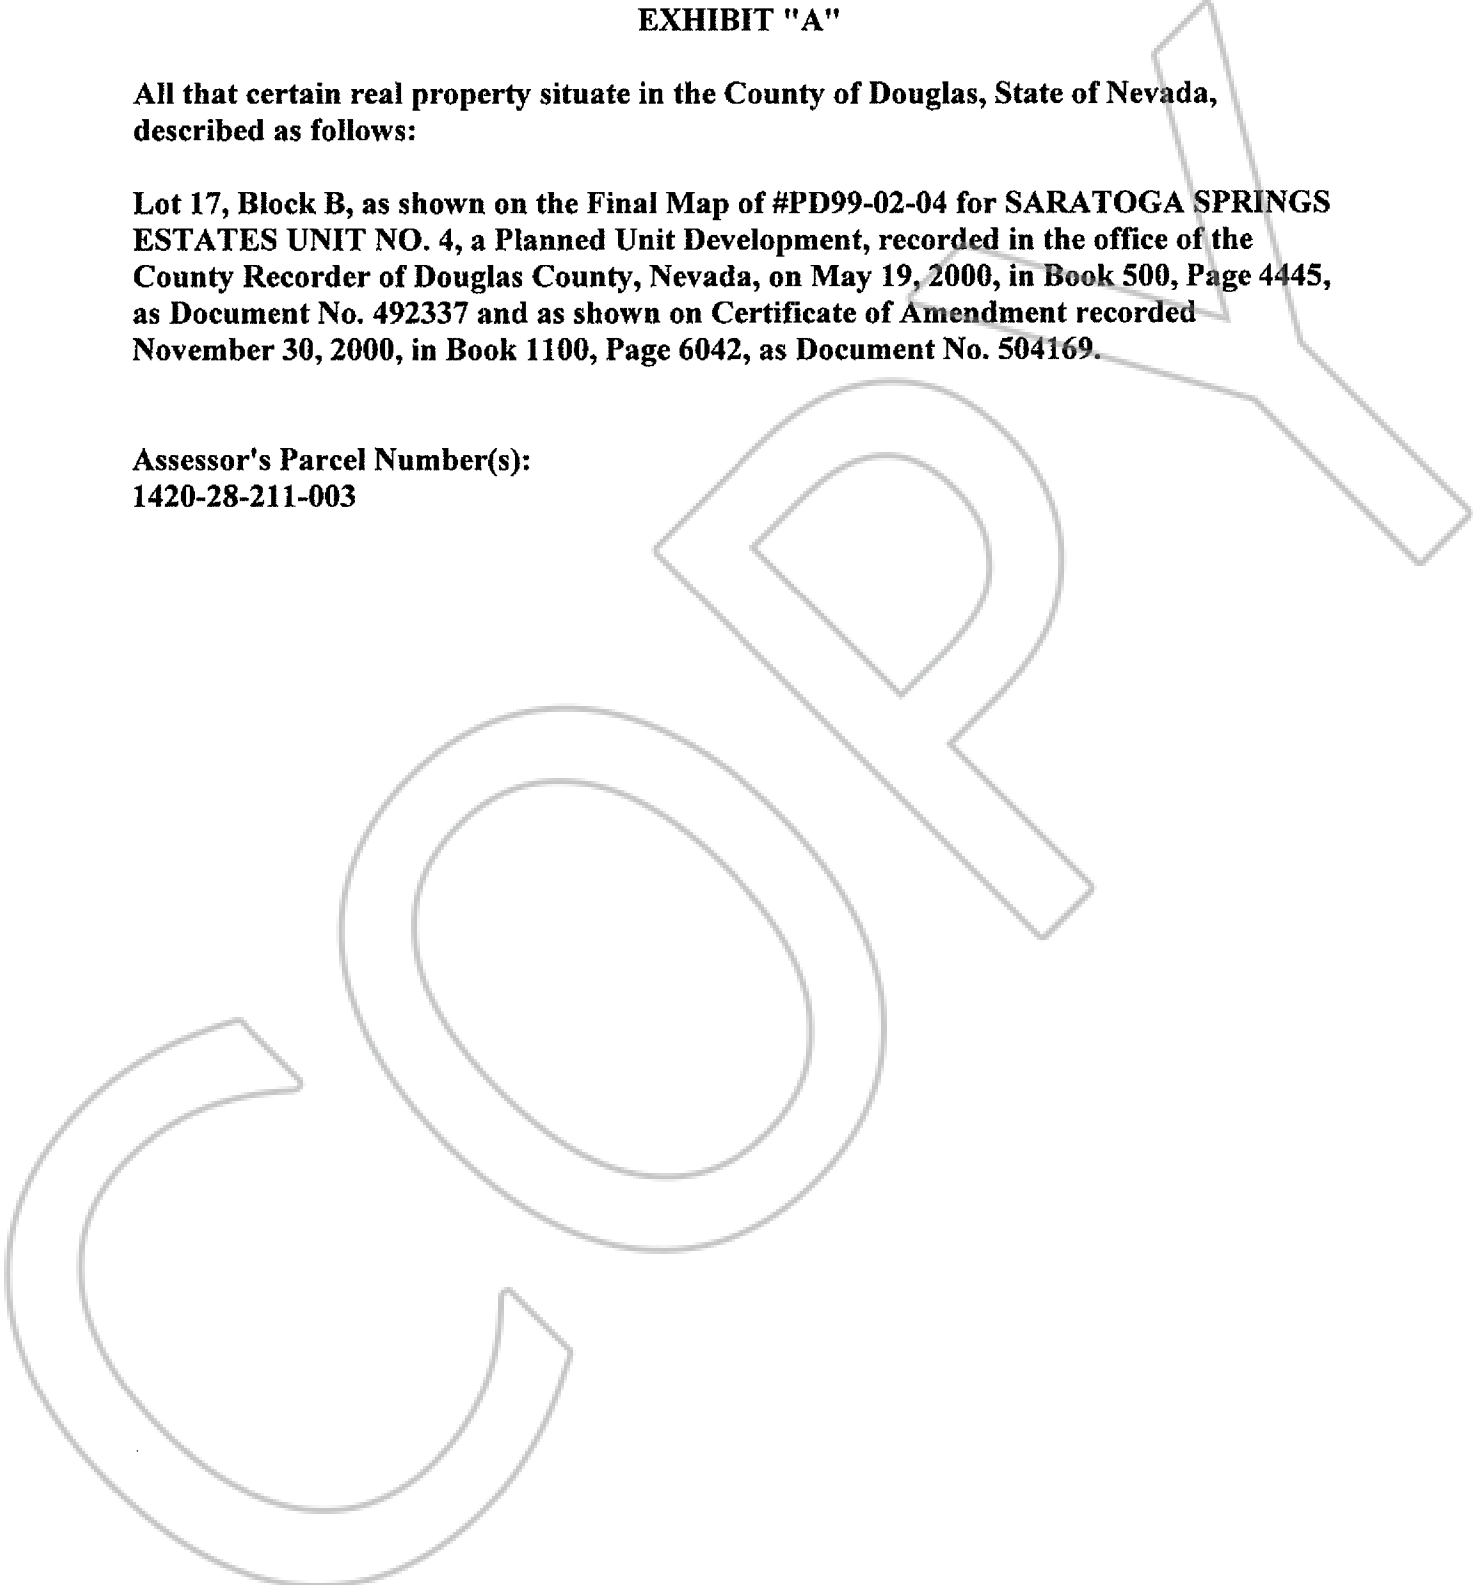 EXHIBIT "A"
All that certain real property situate in the County of Douglas, State of Nevada,
described as follows:
Lot 17, Block B, as shown on the Final Map of #PD99-02-04 for SARATOGA SPRINGS
ESTATES UNIT NO. 4, a Planned Unit Development, recorded in the office of the
County Recorder of Douglas County, Nevada, on May 19, 2000, in Book 500, Page 4445,
as Document No. 492337 and as shown on Certificate of Amendment recorded
November 30, 2000, in Book 1100, Page 6042, as Document No. 504169.
Assessor's Parcel Number(s):
1420-28-211-003
COPY